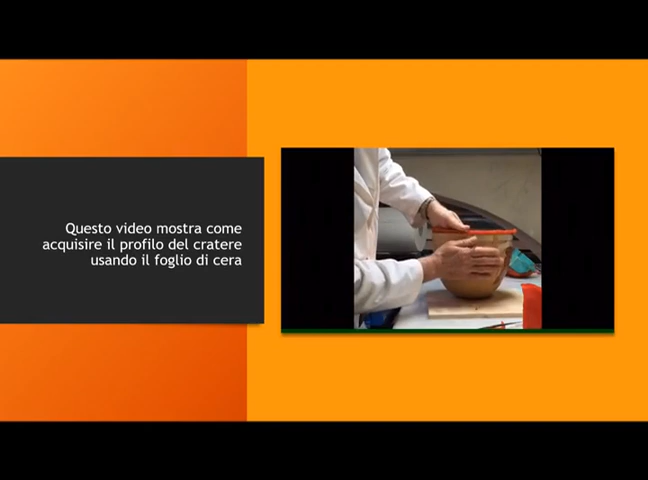 Questo video mostra come
acquisire il profilo del cratere
usando il foglio di cera